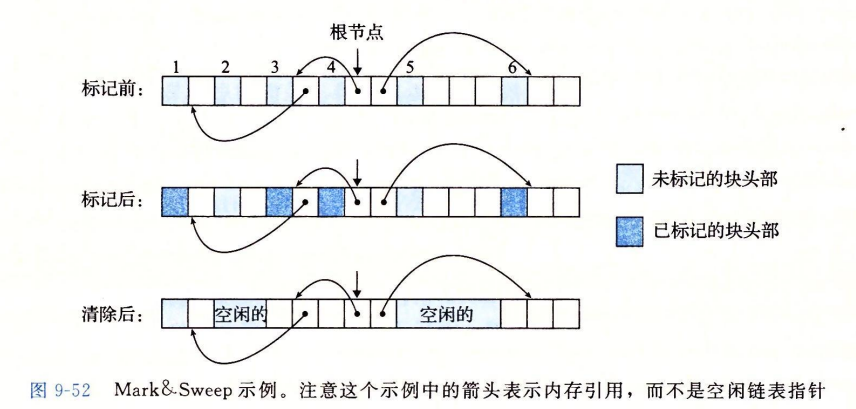 根节点
1 2 3 4 5 6
标记前:
标记后:
未标记的块头部
已标记的块头部
清除后:
空闲的 空闲的
图 9-52 Mark&Sweep 示例。注意这个示例中的箭头表示内存引用，而不是空闲链表指针